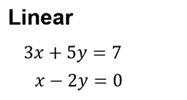 Linear
3x + 5y = 7
x − 2y = 0